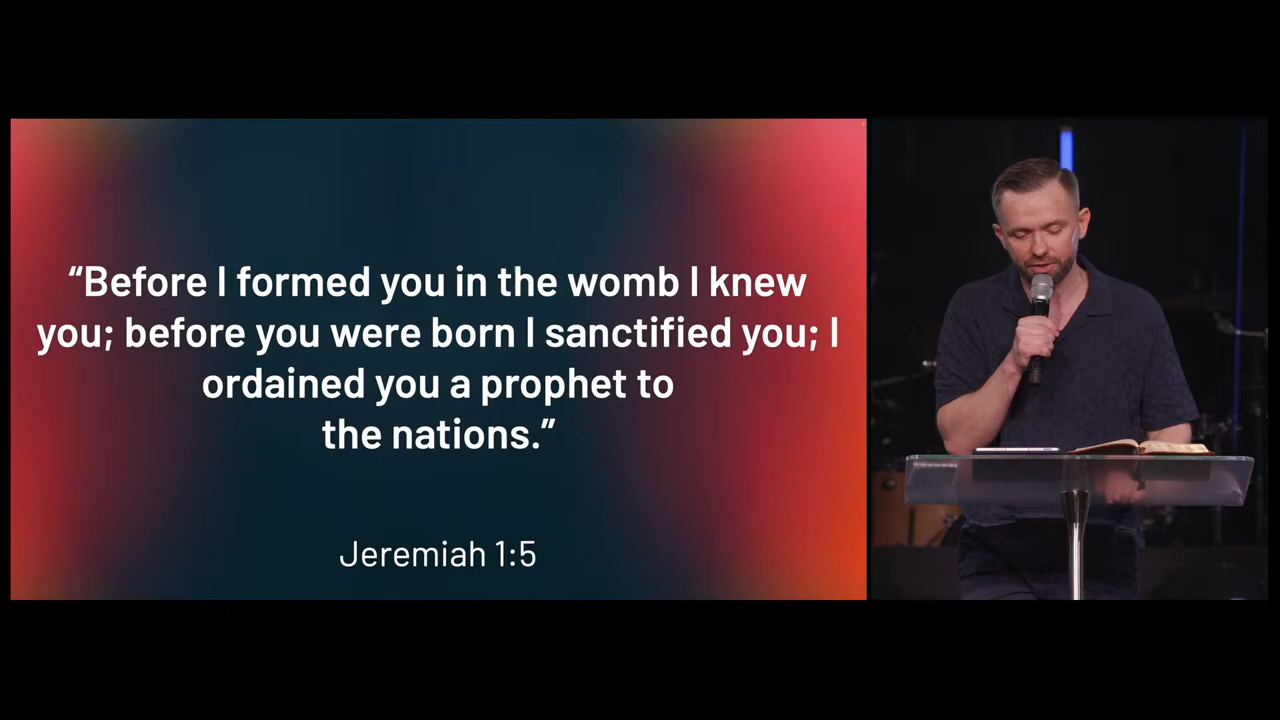 “Before I formed you in the womb I knew
you; before you were born I sanctified you; I
ordained you a prophet to
the nations.”
Jeremiah 1:5